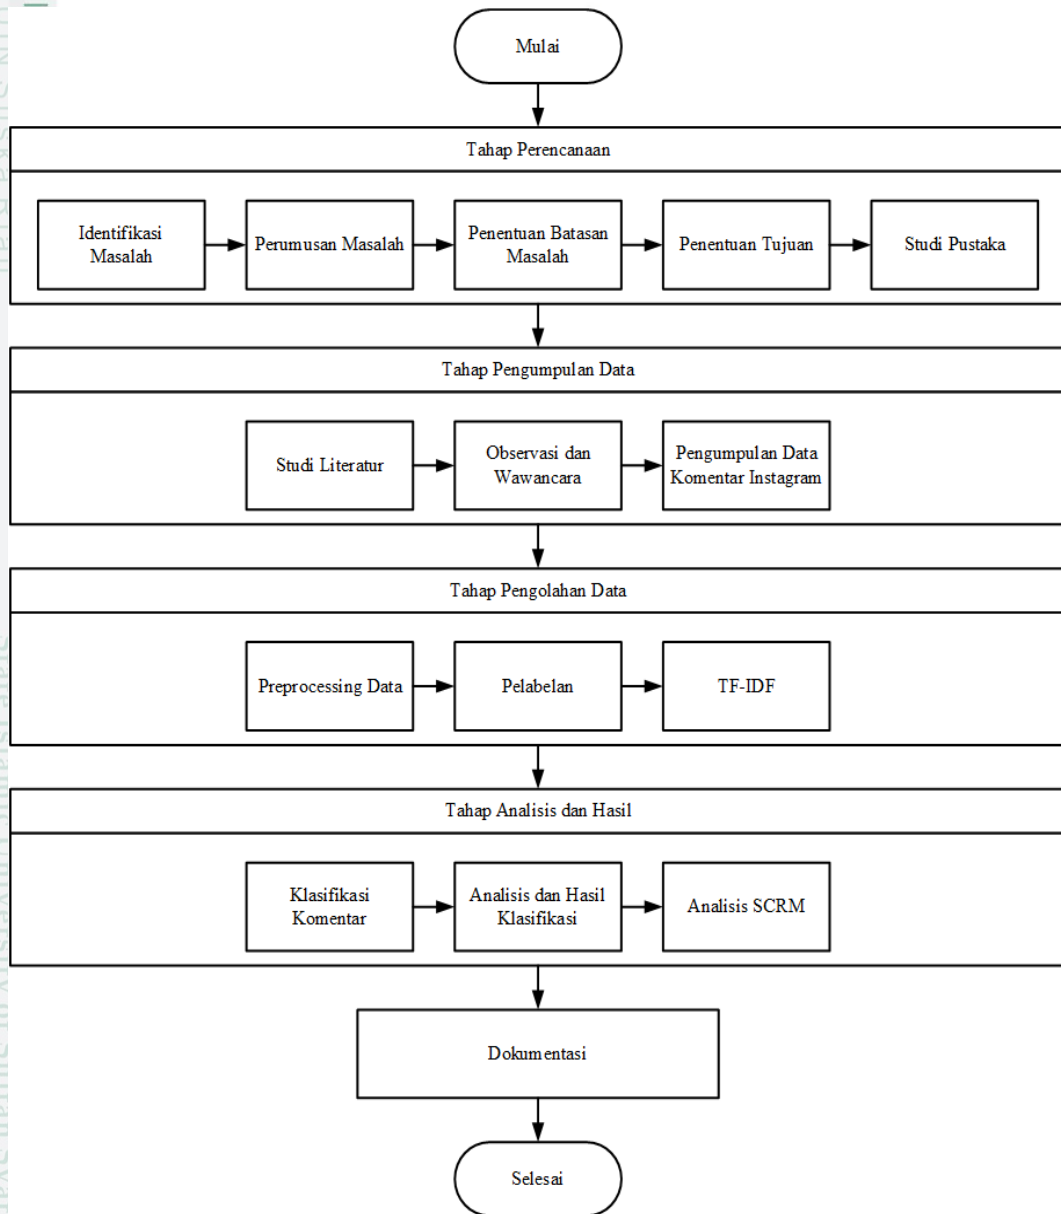 Mulai
Tahap Perencanaan
Identifikasi
Masalah
Perumusan Masalah
Penentuan Batasan
Masalah
Penentuan Tujuan
Studi Pustaka
Tahap Pengumpulan Data
Studi Literatur
Observasi dan
Wawancara
Pengumpulan Data
Komentar Instagram
Tahap Pengolahan Data
Preprocessing Data
Pelabelan
TF-IDF
Tahap Analisis dan Hasil
Klasifikasi
Komentar
Analisis dan Hasil
Klasifikasi
Analisis SCRM
Dokumentasi
Selesai